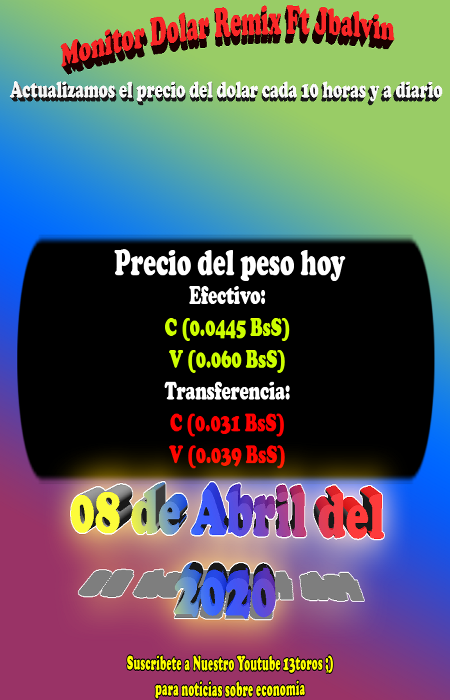 Monitor Dolar Remix Ft Jbalvin
Actualizamos el precio del dolar cada 10 horas y a diario
Precio del peso hoy
Efectivo:
C (0.0445 BsS)
V (0.060 BsS)
Transferencia:
C (0.031 BsS)
V (0.039 BsS)
08 de Abril del
2020
Suscribete a Nuestro Youtube 13toros ;)
para noticias sobre economia